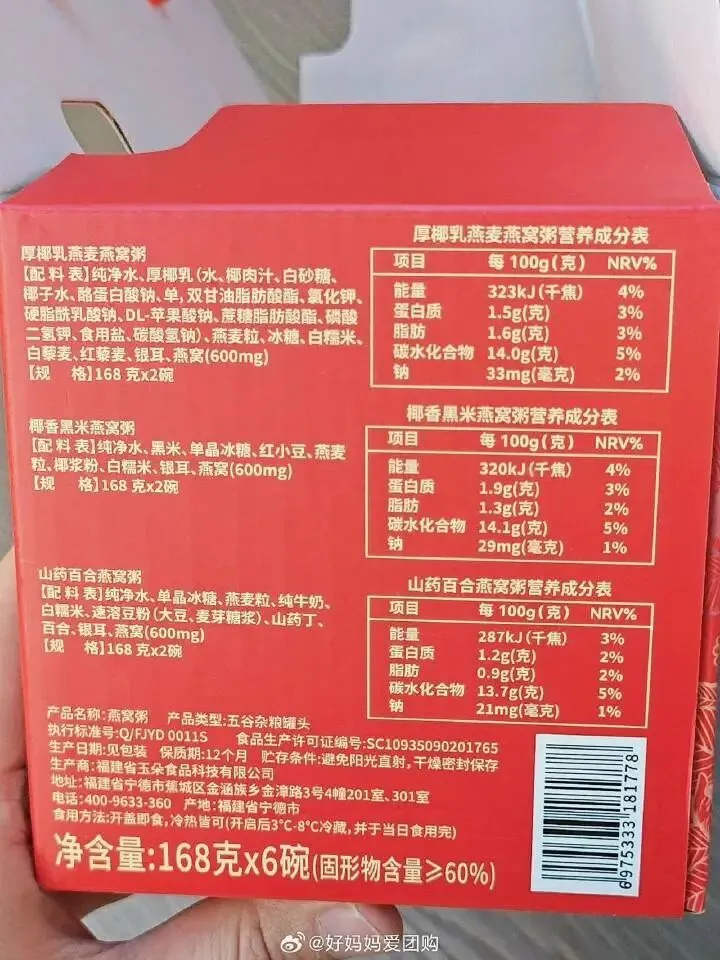 厚椰乳燕麦燕窝粥
【配料表】纯净水、厚椰乳(水、椰肉汁、白砂糖、
椰子水、酪蛋白酸钠、单,双甘油脂肪酸酯、氯化钾、
硬脂酰乳酸钠、DL-苹果酸钠、蔗糖脂肪酸酯、磷酸
二氢钾、食用盐、碳酸氢钠)、燕麦粒、冰糖、白糯米、
白藜麦、红藜麦、银耳、燕窝(600mg)
【规 格】168克x2碗
厚椰乳燕麦燕窝粥营养成分表
项目 每100g(克) NRV%
能量 323kJ(千焦) 4%
蛋白质 1.5g(克) 3%
脂肪 1.6g(克) 3%
碳水化合物 14.0g(克) 5%
钠 33mg(毫克) 2%
椰香黑米燕窝粥
【配料表】纯净水、黑米、单晶冰糖、红小豆、燕麦
粒、椰浆粉、白糯米、银耳、燕窝(600mg)
【规 格】168克x2碗
椰香黑米燕窝粥营养成分表
项目 每100g(克) NRV%
能量 320kJ(千焦) 4%
蛋白质 1.9g(克) 3%
脂肪 1.3g(克) 2%
碳水化合物 14.1g(克) 5%
钠 29mg(毫克) 1%
山药百合燕窝粥
【配料表】纯净水、单晶冰糖、燕麦粒、纯牛奶、
白糯米、速溶豆粉(大豆、麦芽糖浆)、山药丁、
百合、银耳、燕窝(600mg)
【规 格】168克x2碗
山药百合燕窝粥营养成分表
项目 每100g(克) NRV%
能量 287kJ(千焦) 3%
蛋白质 1.2g(克) 2%
脂肪 0.9g(克) 2%
碳水化合物 13.7g(克) 5%
钠 21mg(毫克) 1%
产品名称:燕窝粥 产品类型:五谷杂粮罐头
执行标准号:Q/FJYD 0011S 食品生产许可证编号:SC10935090201765
生产日期:见包装 保质期:12个月 贮存条件:避免阳光直射,干燥密封保存
生产商:福建省玉朵食品科技有限公司
地址:福建省宁德市蕉城区金涵族乡金漳路3号4幢201室、301室
电话:400-9633-360 产地:福建省宁德市
食用方法:开盖即食,冷热皆可(开启后3℃-8℃冷藏,并于当日食用完)
净含量:168克x6碗(固形物含量≥60%)
6975333181778
@好妈妈爱团购